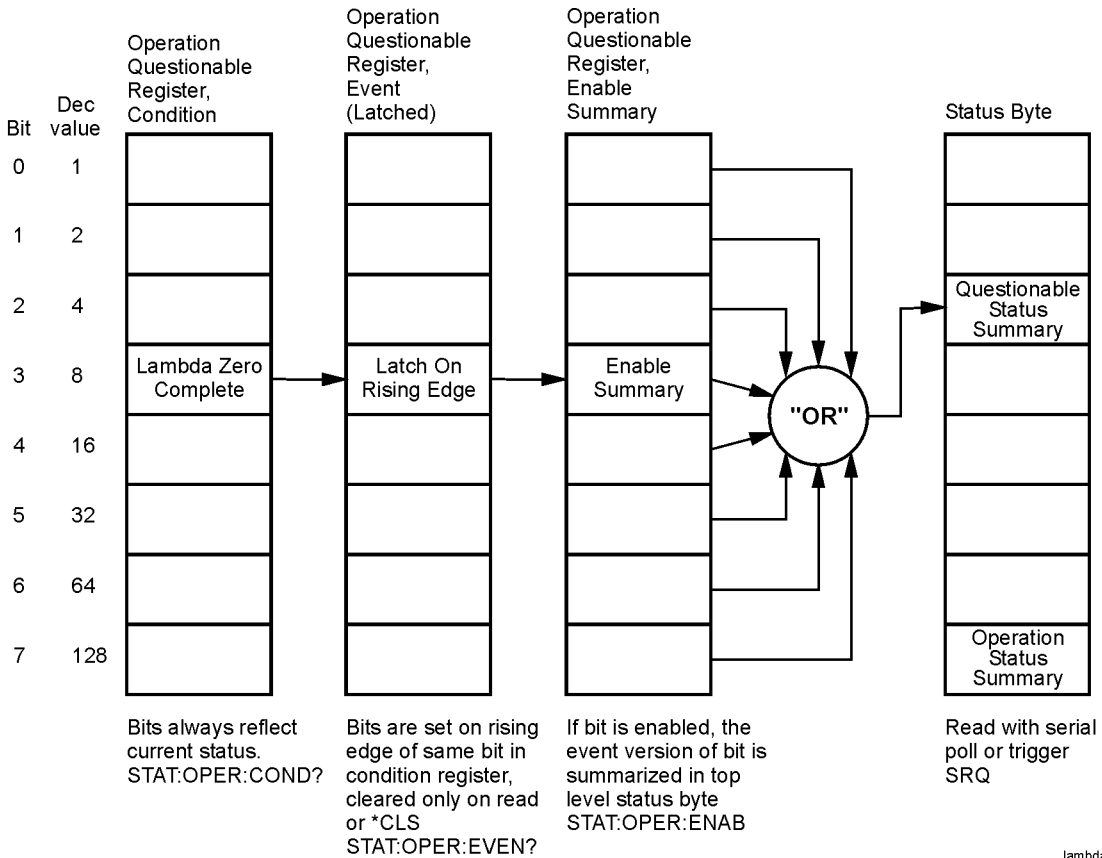 Operation
Questionable
Register,
Condition
Operation
Questionable
Register,
Event
(Latched)
Operation
Questionable
Register,
Enable
Summary
Status Byte
Bit
Dec
value
0 1
1 2
2 4
3 8
4 16
5 32
6 64
7 128
Lambda Zero
Complete
Latch On
Rising Edge
Enable
Summary
"OR"
Questionable
Status
Summary
Operation
Status
Summary
Bits always reflect
current status.
STAT:OPER:COND?
Bits are set on rising
edge of same bit in
condition register,
cleared only on read
or *CLS
STAT:OPER:EVEN?
If bit is enabled, the
event version of bit is
summarized in top
level status byte
STAT:OPER:ENAB
Read with serial
poll or trigger
SRQ
lambda